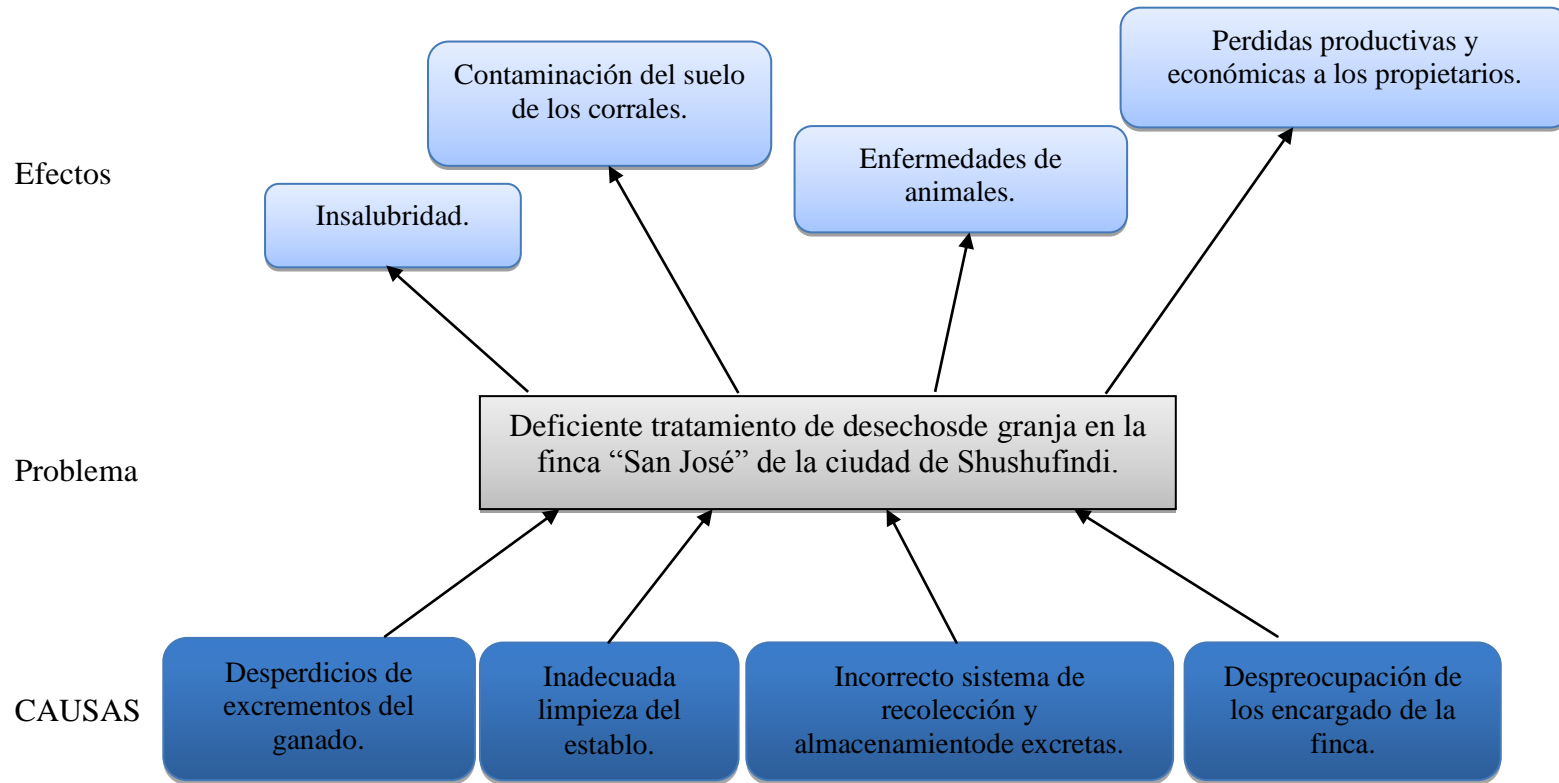 Perdidas productivas y
económicas a los propietarios.
Contaminación del suelo
de los corrales.
Efectos
Enfermedades de
animales.
Insalubridad.
Problema
Deficiente tratamiento de desechosde granja en la
finca “San José” de la ciudad de Shushufindi.
CAUSAS
Desperdicios de
excrementos del
ganado.
Inadecuada
limpieza del
establo.
Incorrecto sistema de
recolección y
almacenamientode excretas.
Despreocupación de
los encargado de la
finca.